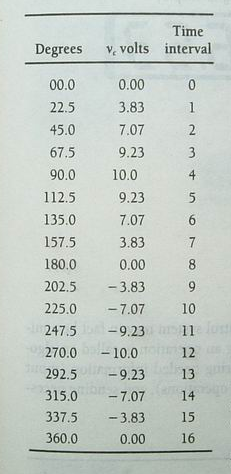 Time
Degrees vc volts interval
00.0 0.00 0
22.5 3.83 1
45.0 7.07 2
67.5 9.23 3
90.0 10.0 4
112.5 9.23 5
135.0 7.07 6
157.5 3.83 7
180.0 0.00 8
202.5 −3.83 9
225.0 −7.07 10
247.5 −9.23 11
270.0 −10.0 12
292.5 −9.23 13
315.0 −7.07 14
337.5 −3.83 15
360.0 0.00 16